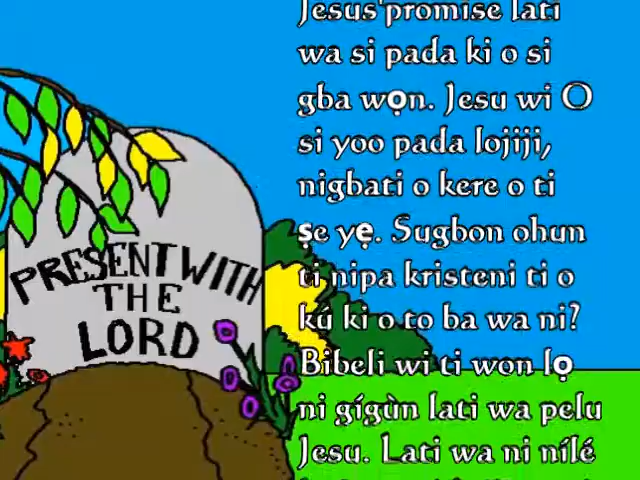 Jesus'promise lati
wa si pada ki o si
gba wọn. Jesu wi O
si yoo pada lojiji,
nigbati o kere o ti
ṣe yẹ. Sugbon ohun
ti nipa kristeni ti o
kú ki o to ba wa ni?
Bibeli wi ti won lọ
ni gígùn lati wa pelu
Jesu. Lati wa ni nílé
PRESENT WITH
THE
LORD